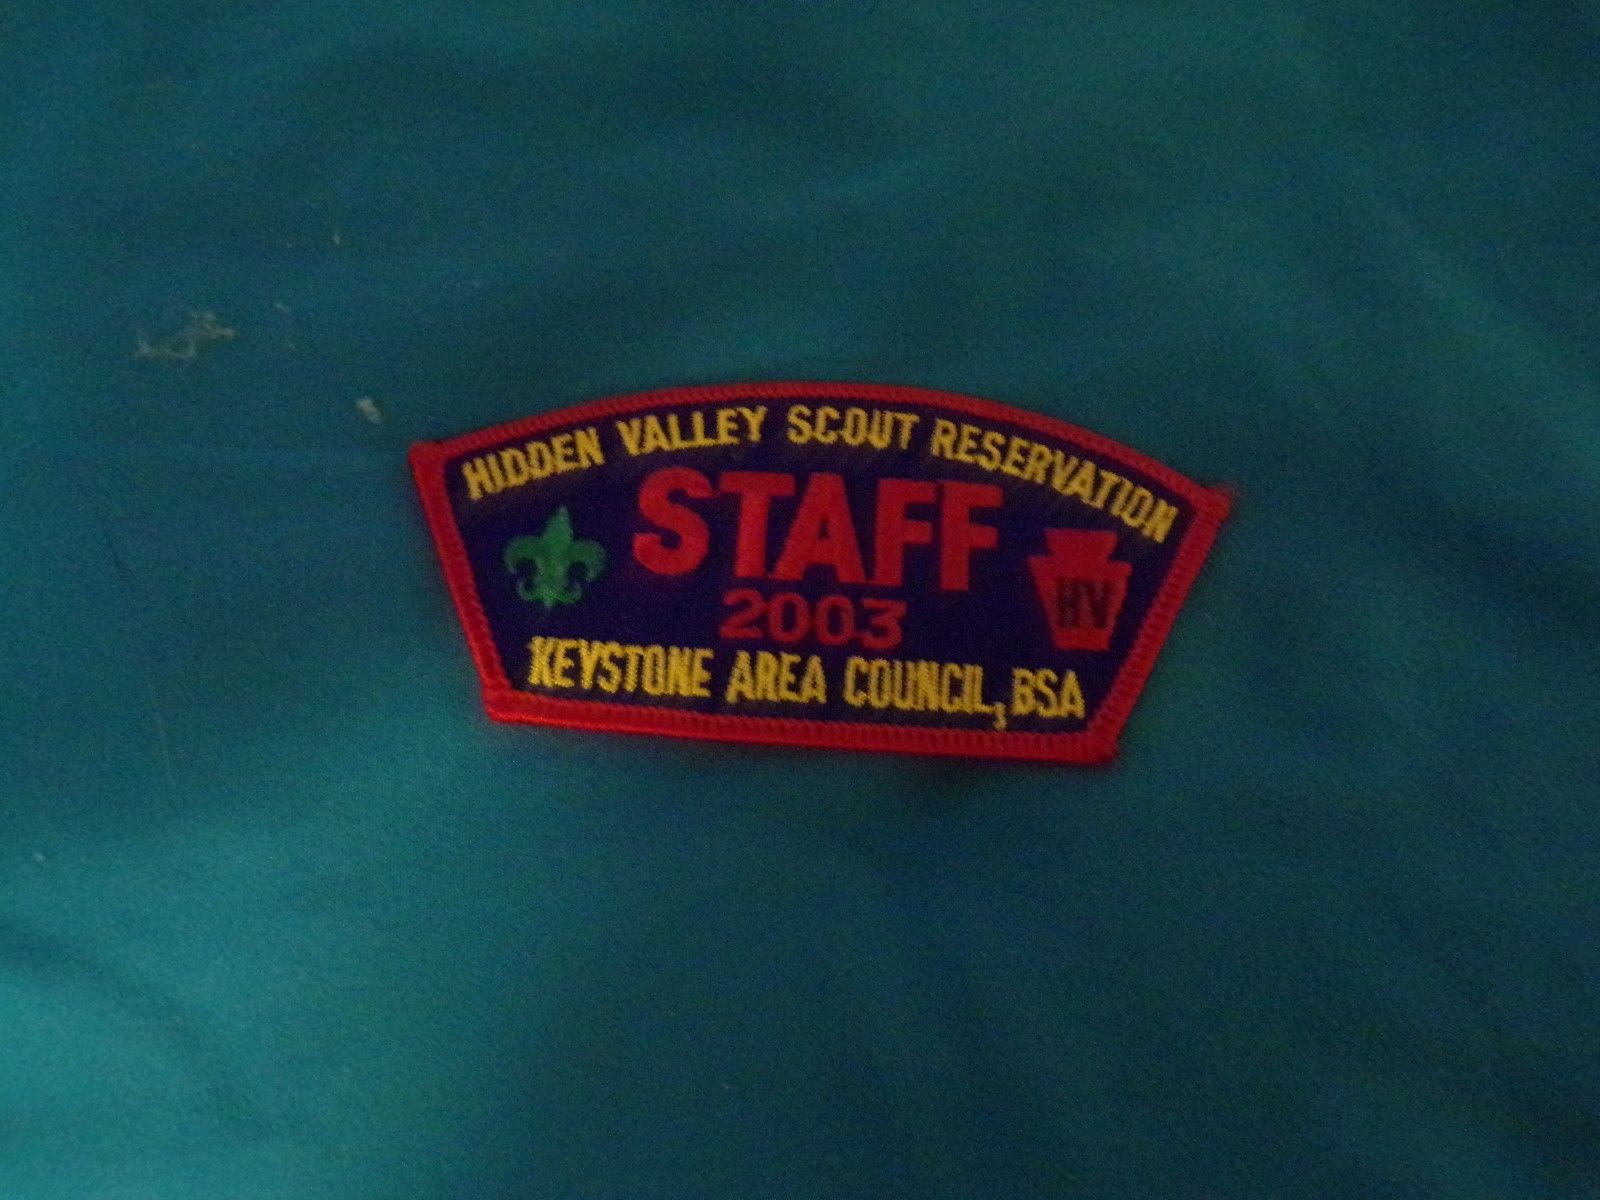 HIDDEN VALLEY SCOUT RESERVATION
STAFF
2003
HV
KEYSTONE AREA COUNCIL, BSA